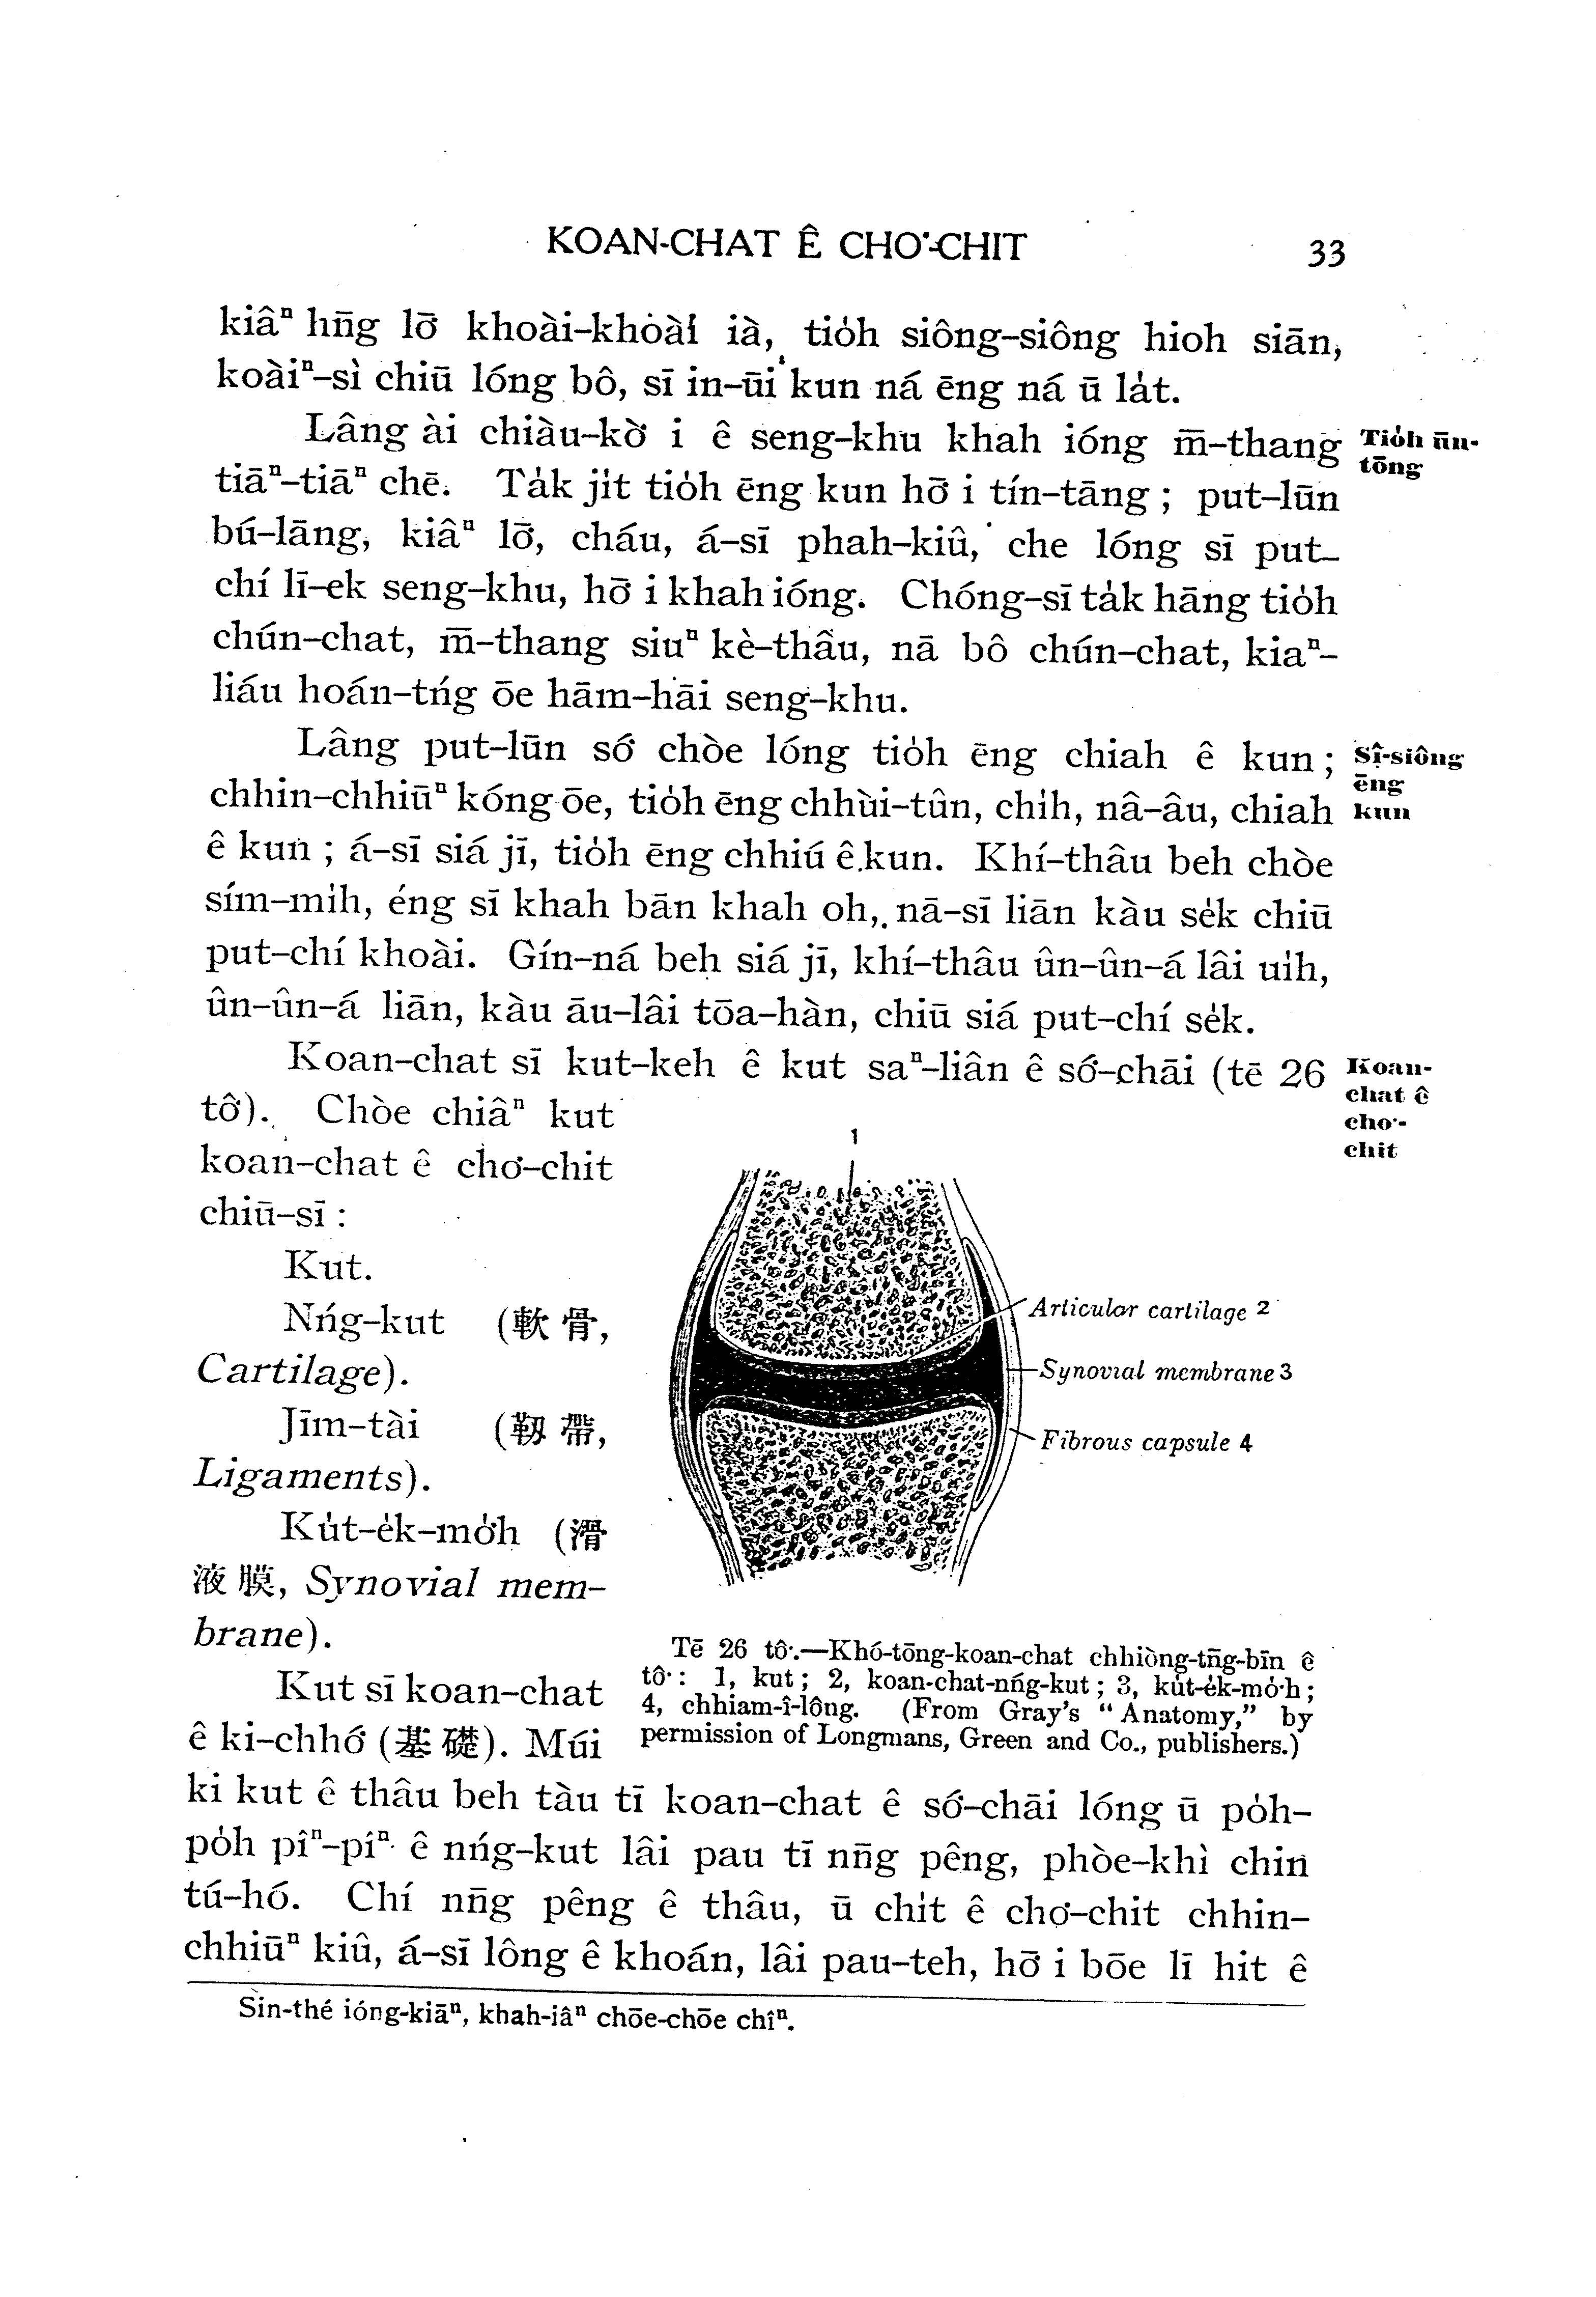 KOAN-CHAT Ê CHO͘-CHIT
33
kiâⁿ hn̄g lō͘ khoài-khoài ià, tio̍h siông-siông hioh siān,
koàiⁿ-sì chiū lóng bô, sī in-ūi kun ná ēng ná ū la̍t.
Lâng ài chiàu-kò͘ i ê seng-khu khah ióng m̄-thang
Tio̍h ūn-
tōng
tiāⁿ-tiāⁿ chē. Ta̍k ji̍t tio̍h ēng kun hō͘ i tín-tāng ; put-lūn
bú-lāng, kiâⁿ lō͘, cháu, á-sī phah-kiû, che lóng sī put-
chí lī-ek seng-khu, hō͘ i khah ióng. Chóng-sī ta̍k hāng tio̍h
chún-chat, m̄-thang siuⁿ kè-thâu, nā bô chún-chat, kiaⁿ-
liáu hoán-tńg ōe hām-hāi seng-khu.
Lâng put-lūn só͘ chòe lóng tio̍h ēng chiah ê kun ;
Sî-siông
ēng
kun
chhin-chhiūⁿ kóng ōe, tio̍h ēng chhùi-tûn, chi̍h, nâ-âu, chiah
ê kun ; á-sī siá jī, tio̍h ēng chhiú ê kun. Khí-thâu beh chòe
sím-mi̍h, éng sī khah bān khah oh, nā-sī liān kàu se̍k chiū
put-chí khoài. Gín-ná beh siá jī, khí-thâu ûn-ûn-á lâi ui̍h,
ûn-ûn-á liān, kàu āu-lâi tōa-hàn, chiū siá put-chí se̍k.
Koan-chat sī kut-keh ê kut saⁿ-liân ê só͘-chāi (tē 26
Koan-
chat ê
cho͘-
chit
tô͘). Chòe chiâⁿ kut
koan-chat ê cho͘-chit
chiū-sī :
Kut.
Nńg-kut (軟骨,
Cartilage).
Jīm-tài (靱帶,
Ligaments).
Ku̍t-e̍k-mo̍͘h (滑
液膜, Synovial mem-
brane).
Kut sī koan-chat
ê ki-chhó͘ (基礎). Múi
1
Articular cartilage 2
Synovial membrane 3
Fibrous capsule 4
Tē 26 tô͘.—Khó-tōng-koan-chat chhiòng-tn̄g-bīn ê
tô͘ : 1, kut ; 2, koan-chat-nńg-kut ; 3, ku̍t-e̍k-mo̍͘h ;
4, chhiam-î-lông. (From Gray's “Anatomy,” by
permission of Longmans, Green and Co., publishers.)
ki kut ê thâu beh tàu tī koan-chat ê só͘-chāi lóng ū po̍h-
po̍h pîⁿ-pîⁿ ê nńg-kut lâi pau tī nn̄g pêng, phòe-khì chin
tú-hó. Chí nn̄g pêng ê thâu, ū chi̍t ê cho͘-chit chhin-
chhiūⁿ kiû, á-sī lông ê khoán, lâi pau-teh, hō͘ i bōe lī hit ê
Sin-thé ióng-kiāⁿ, khah-iâⁿ chōe-chōe chîⁿ.